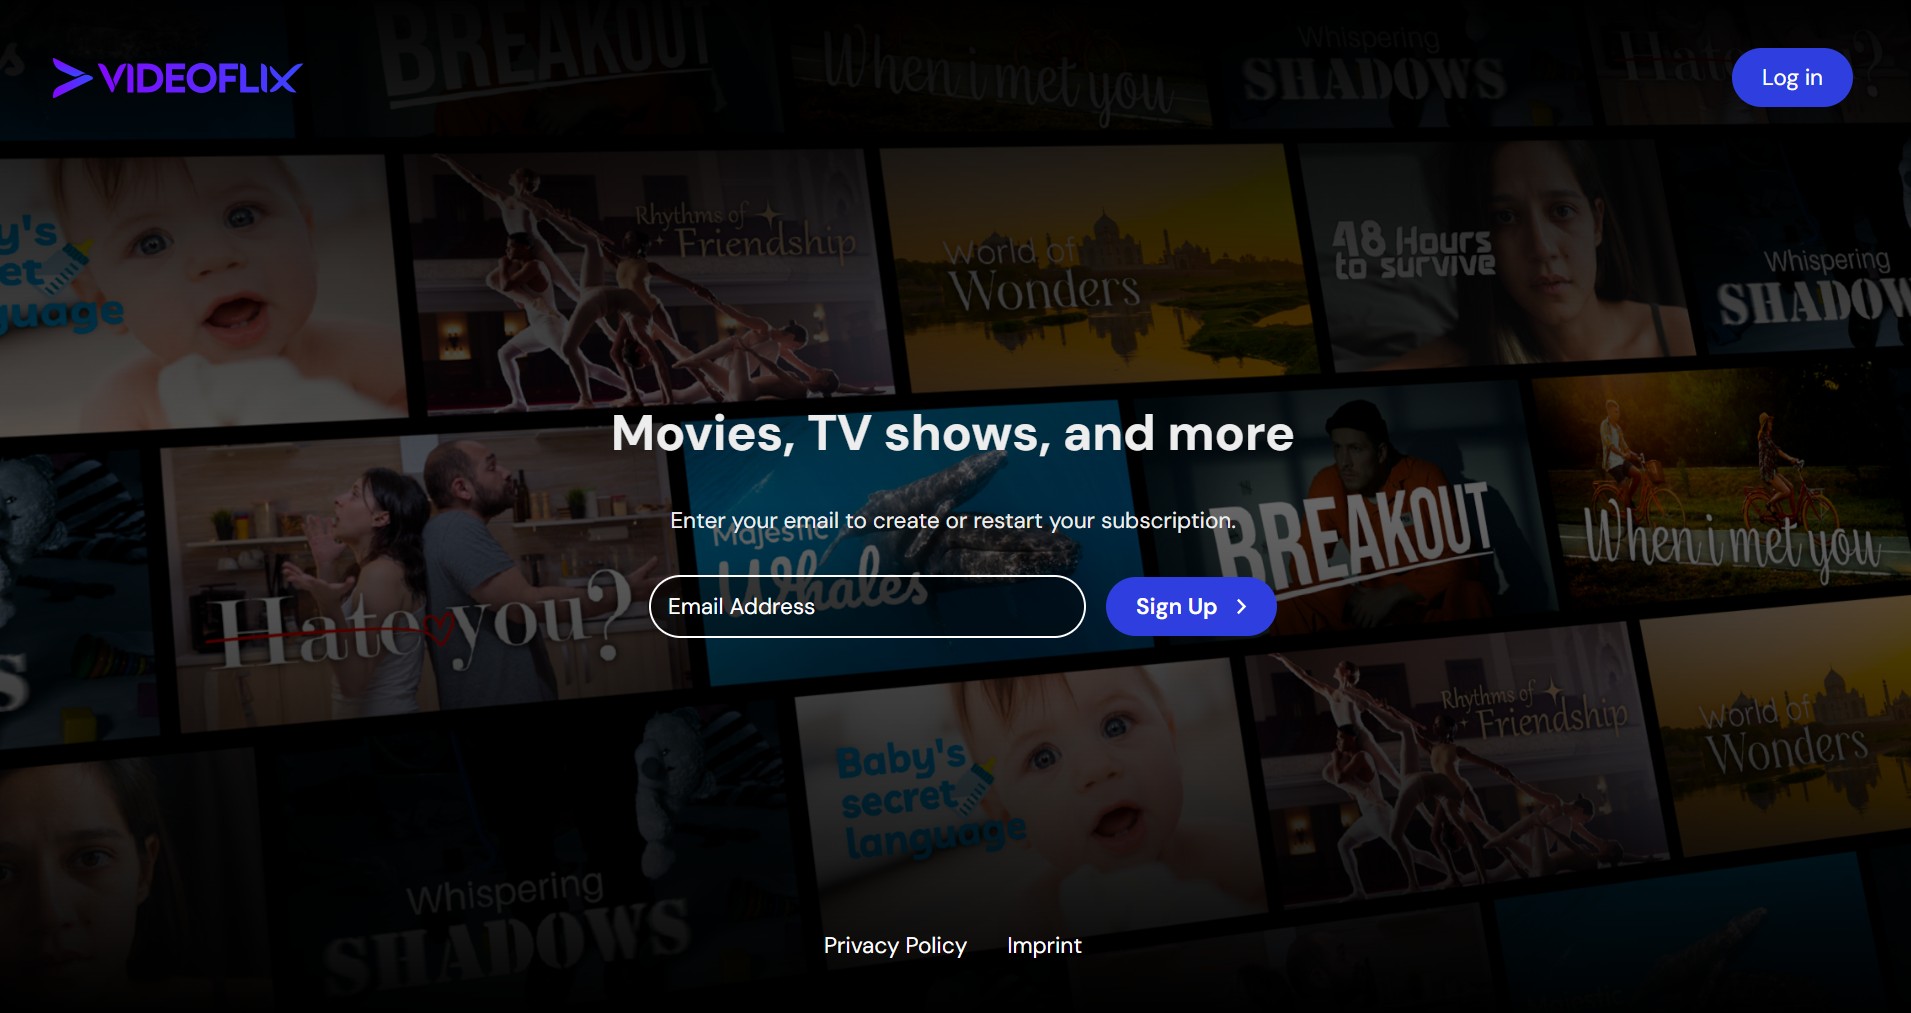 BREAKOUT
When i met you
Whispering
SHADOWS
Hate you?
VIDEOFLIX
Log in
Rhythms of
Friendship
World of
Wonders
48 Hours
to survive
Whispering
SHADOW
y's
et
guage
Movies, TV shows, and more
Enter your email to create or restart your subscription.
Majestic
Whales
Email Address
Sign Up
BREAKOUT
When i met you
Hate you?
S
Rhythms of
Friendship
World of
Wonders
Baby's
secret
language
Whispering
SHADOWS
Privacy Policy
Imprint